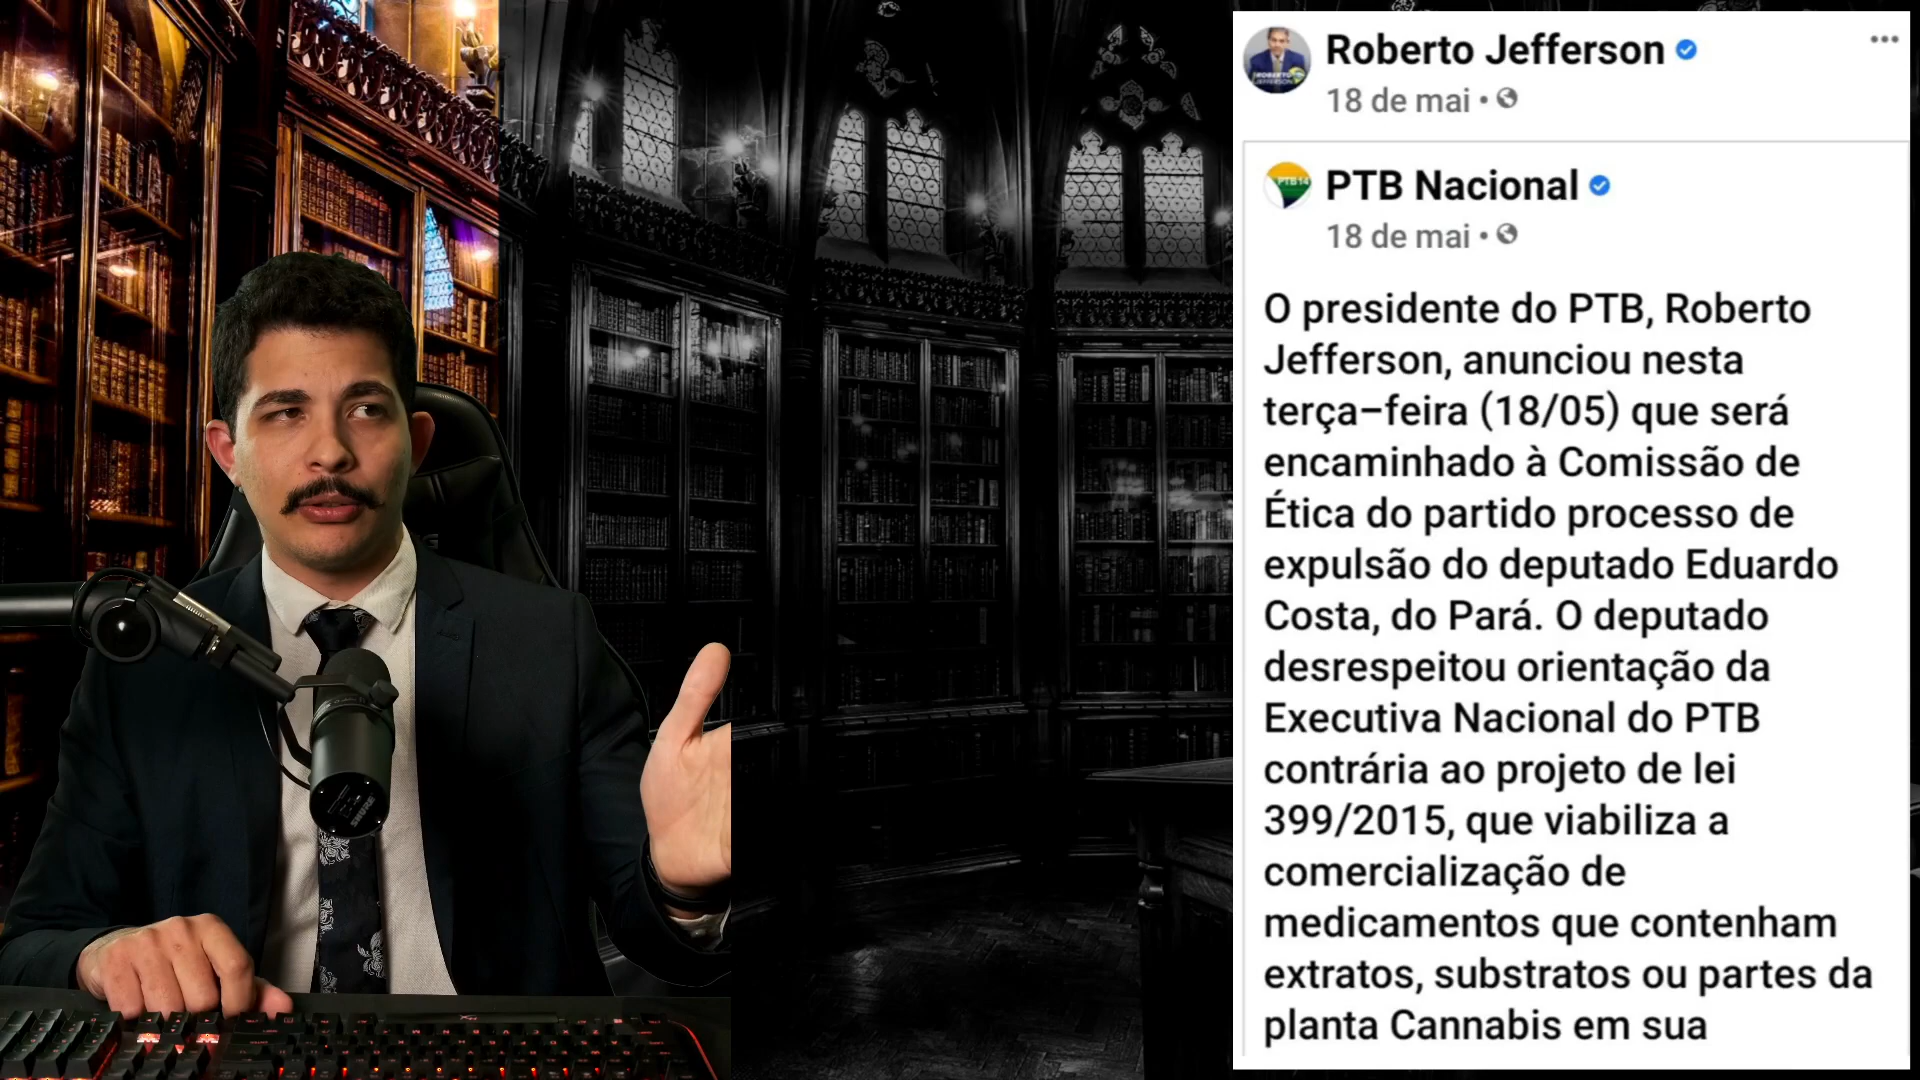 Roberto Jefferson
18 de mai
PTB14
PTB Nacional
18 de mai
O presidente do PTB, Roberto
Jefferson, anunciou nesta
terça–feira (18/05) que será
encaminhado à Comissão de
Ética do partido processo de
expulsão do deputado Eduardo
Costa, do Pará. O deputado
desrespeitou orientação da
Executiva Nacional do PTB
contrária ao projeto de lei
399/2015, que viabiliza a
comercialização de
medicamentos que contenham
extratos, substratos ou partes da
planta Cannabis em sua
SHURE